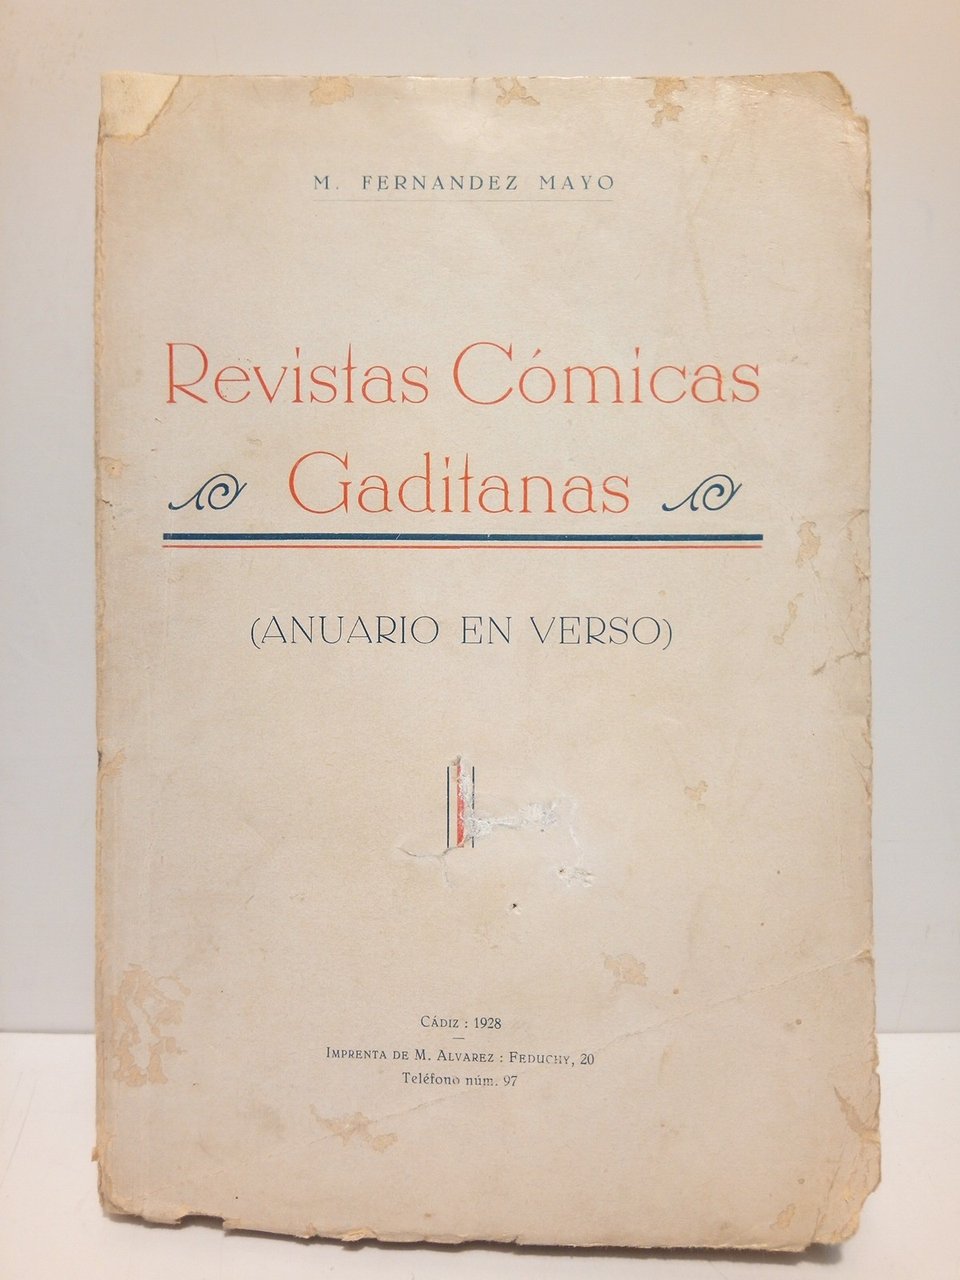 M. FERNANDEZ MAYO
Revistas Cómicas
Gaditanas
(ANUARIO EN VERSO)
CÁDIZ : 1928
IMPRENTA DE M. ALVAREZ : FEDUCHY, 20
Teléfono núm. 97